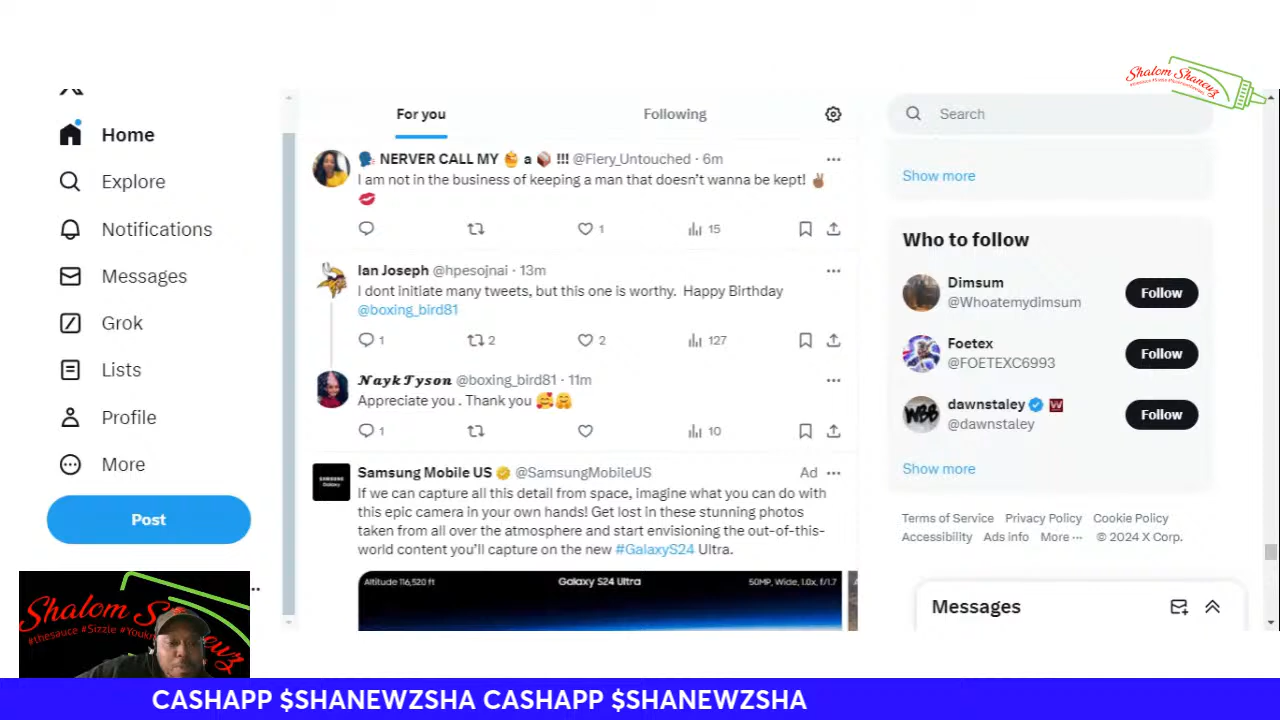 Shalom Shaneuz
Home
Explore
Notifications
Messages
Grok
Lists
Profile
More
Post
For you
Following
🗣️ NERVER CALL MY 🍯 a 📦 !!! @Fiery_Untouched · 6m
I am not in the business of keeping a man that doesn't wanna be kept! ✌🏾
💋
1
15
Ian Joseph @hpesojnai · 13m
I dont initiate many tweets, but this one is worthy. Happy Birthday
@boxing_bird81
1
2
2
127
𝑵𝒂𝒚𝒌 𝑻𝒚𝒔𝒐𝒏 @boxing_bird81 · 11m
Appreciate you . Thank you 🥰🤗
1
10
SAMSUNG
Galaxy
Samsung Mobile US @SamsungMobileUS
Ad
If we can capture all this detail from space, imagine what you can do with
this epic camera in your own hands! Get lost in these stunning photos
taken from all over the atmosphere and start envisioning the out-of-this-
world content you'll capture on the new #GalaxyS24 Ultra.
Altitude 116,520 ft
Galaxy S24 Ultra
50MP, Wide, 1.0x, f/1.7
Search
Show more
Who to follow
Dimsum
@Whoatemydimsum
Follow
Foetex
@FOETEXC6993
Follow
WBB
dawnstaley
@dawnstaley
Follow
Show more
Terms of Service Privacy Policy Cookie Policy
Accessibility Ads info More ··· © 2024 X Corp.
Messages
Shalom S
euz
#thesauce #Sizzle #Youkn
CASHAPP $SHANEWZSHA CASHAPP $SHANEWZSHA